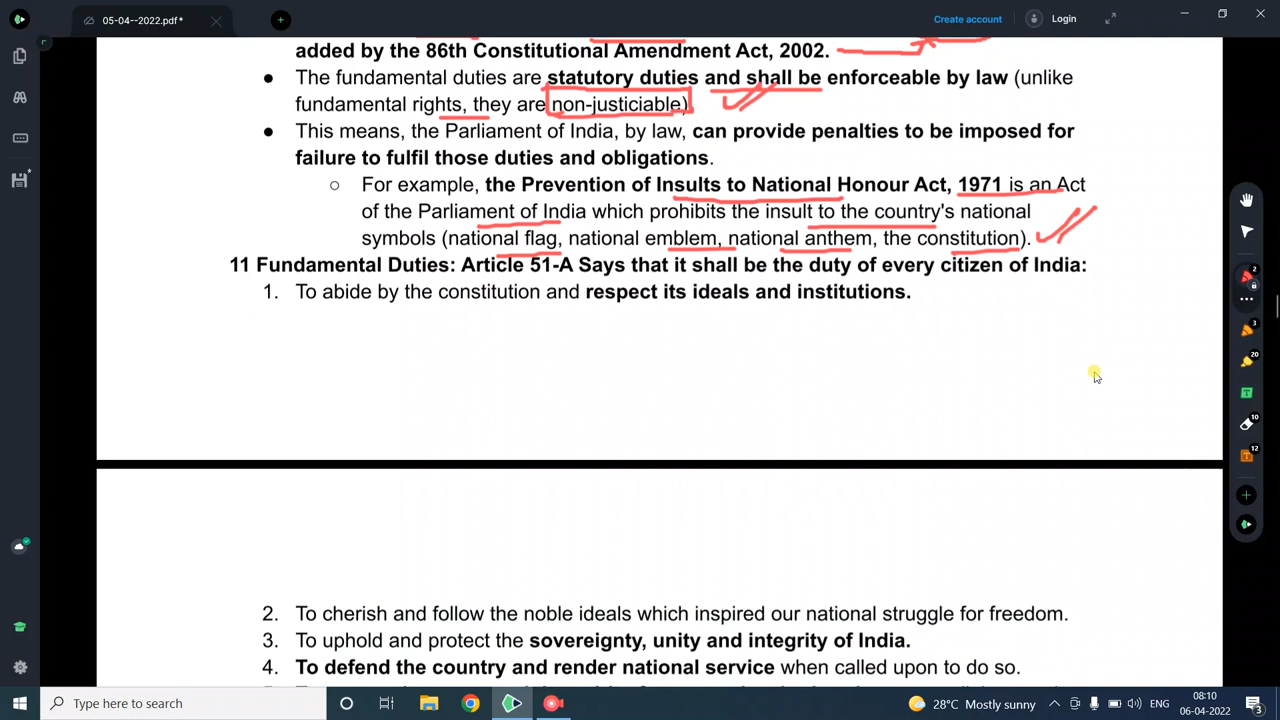 05-04--2022.pdf*
Create account
Login
added by the 86th Constitutional Amendment Act, 2002.
● The fundamental duties are statutory duties and shall be enforceable by law (unlike
fundamental rights, they are non-justiciable)
● This means, the Parliament of India, by law, can provide penalties to be imposed for
failure to fulfil those duties and obligations.
○ For example, the Prevention of Insults to National Honour Act, 1971 is an Act
of the Parliament of India which prohibits the insult to the country's national
symbols (national flag, national emblem, national anthem, the constitution).
11 Fundamental Duties: Article 51-A Says that it shall be the duty of every citizen of India:
1. To abide by the constitution and respect its ideals and institutions.
2. To cherish and follow the noble ideals which inspired our national struggle for freedom.
3. To uphold and protect the sovereignty, unity and integrity of India.
4. To defend the country and render national service when called upon to do so.
2
3
20
10
12
Type here to search
28°C Mostly sunny
ENG
08:10
06-04-2022
3